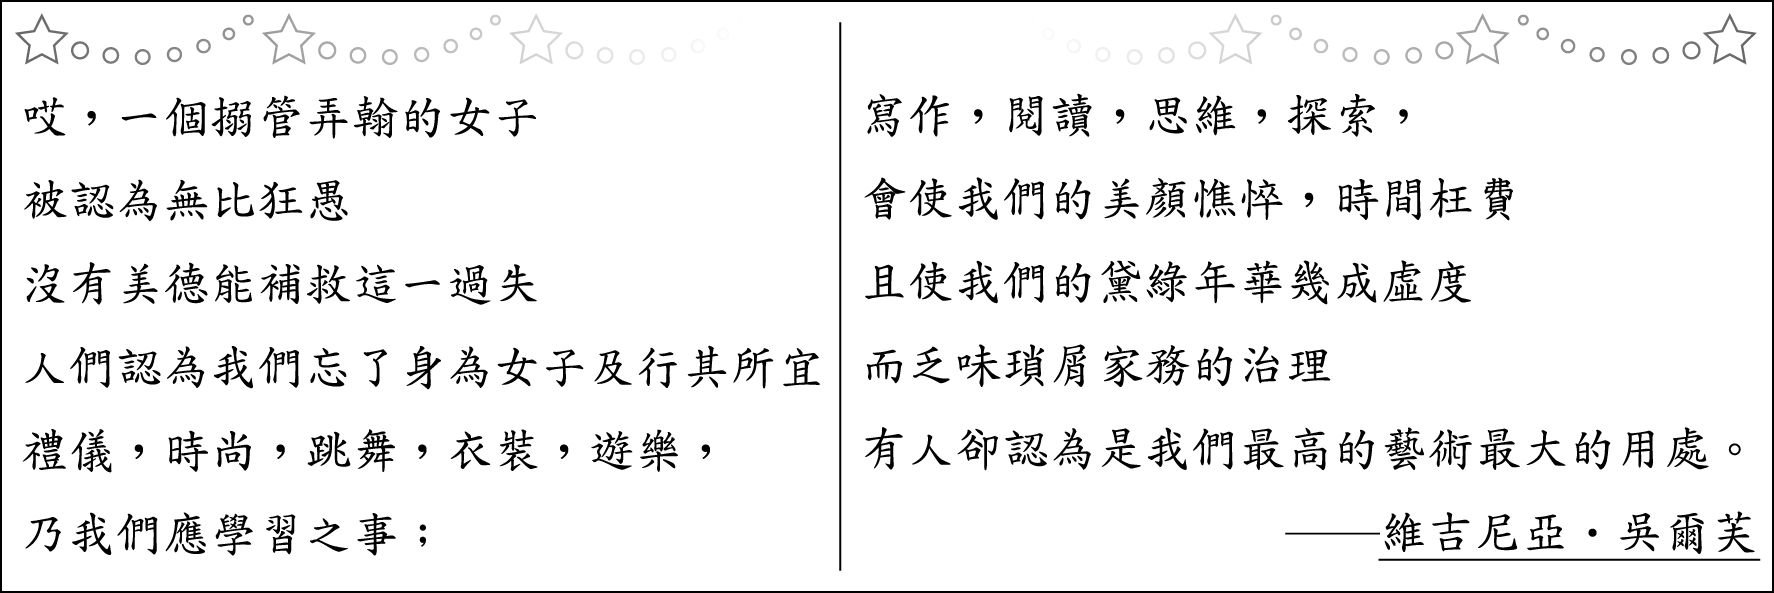 哎，一個搦管弄翰的女子
被認為無比狂愚
沒有美德能補救這一過失
人們認為我們忘了身為女子及行其所宜
禮儀，時尚，跳舞，衣裝，遊樂，
乃我們應學習之事；
寫作，閱讀，思維，探索，
會使我們的美顏憔悴，時間枉費
且使我們的黛綠年華幾成虛度
而乏味瑣屑家務的治理
有人卻認為是我們最高的藝術最大的用處。
——維吉尼亞．吳爾芙